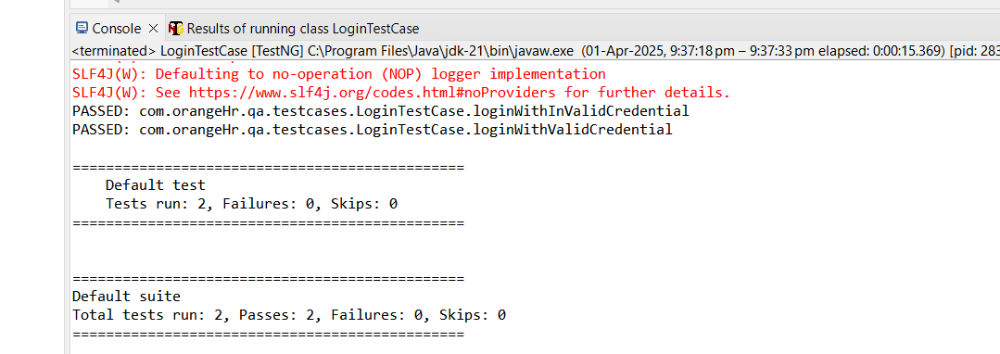 Console Results of running class LoginTestCase
<terminated> LoginTestCase [TestNG] C:\Program Files\Java\jdk-21\bin\javaw.exe (01-Apr-2025, 9:37:18 pm – 9:37:33 pm elapsed: 0:00:15.369) [pid: 283
SLF4J(W): Defaulting to no-operation (NOP) logger implementation
SLF4J(W): See https://www.slf4j.org/codes.html#noProviders for further details.
PASSED: com.orangeHr.qa.testcases.LoginTestCase.loginWithInValidCredential
PASSED: com.orangeHr.qa.testcases.LoginTestCase.loginWithValidCredential
===============================================
Default test
Tests run: 2, Failures: 0, Skips: 0
===============================================
===============================================
Default suite
Total tests run: 2, Passes: 2, Failures: 0, Skips: 0
===============================================